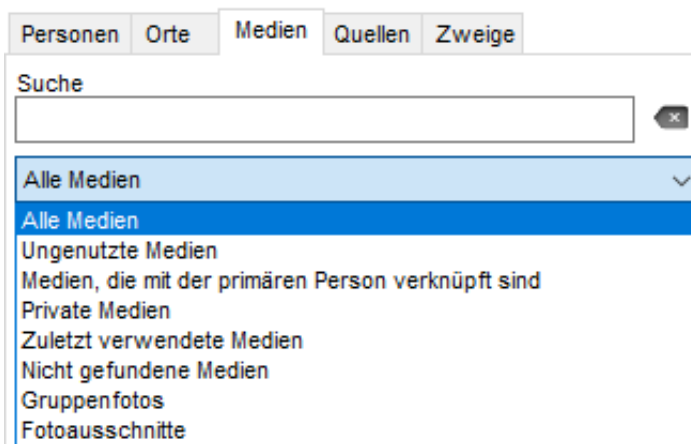 Personen Orte Medien Quellen Zweige
Suche
Alle Medien
Alle Medien
Ungenutzte Medien
Medien, die mit der primären Person verknüpft sind
Private Medien
Zuletzt verwendete Medien
Nicht gefundene Medien
Gruppenfotos
Fotoausschnitte